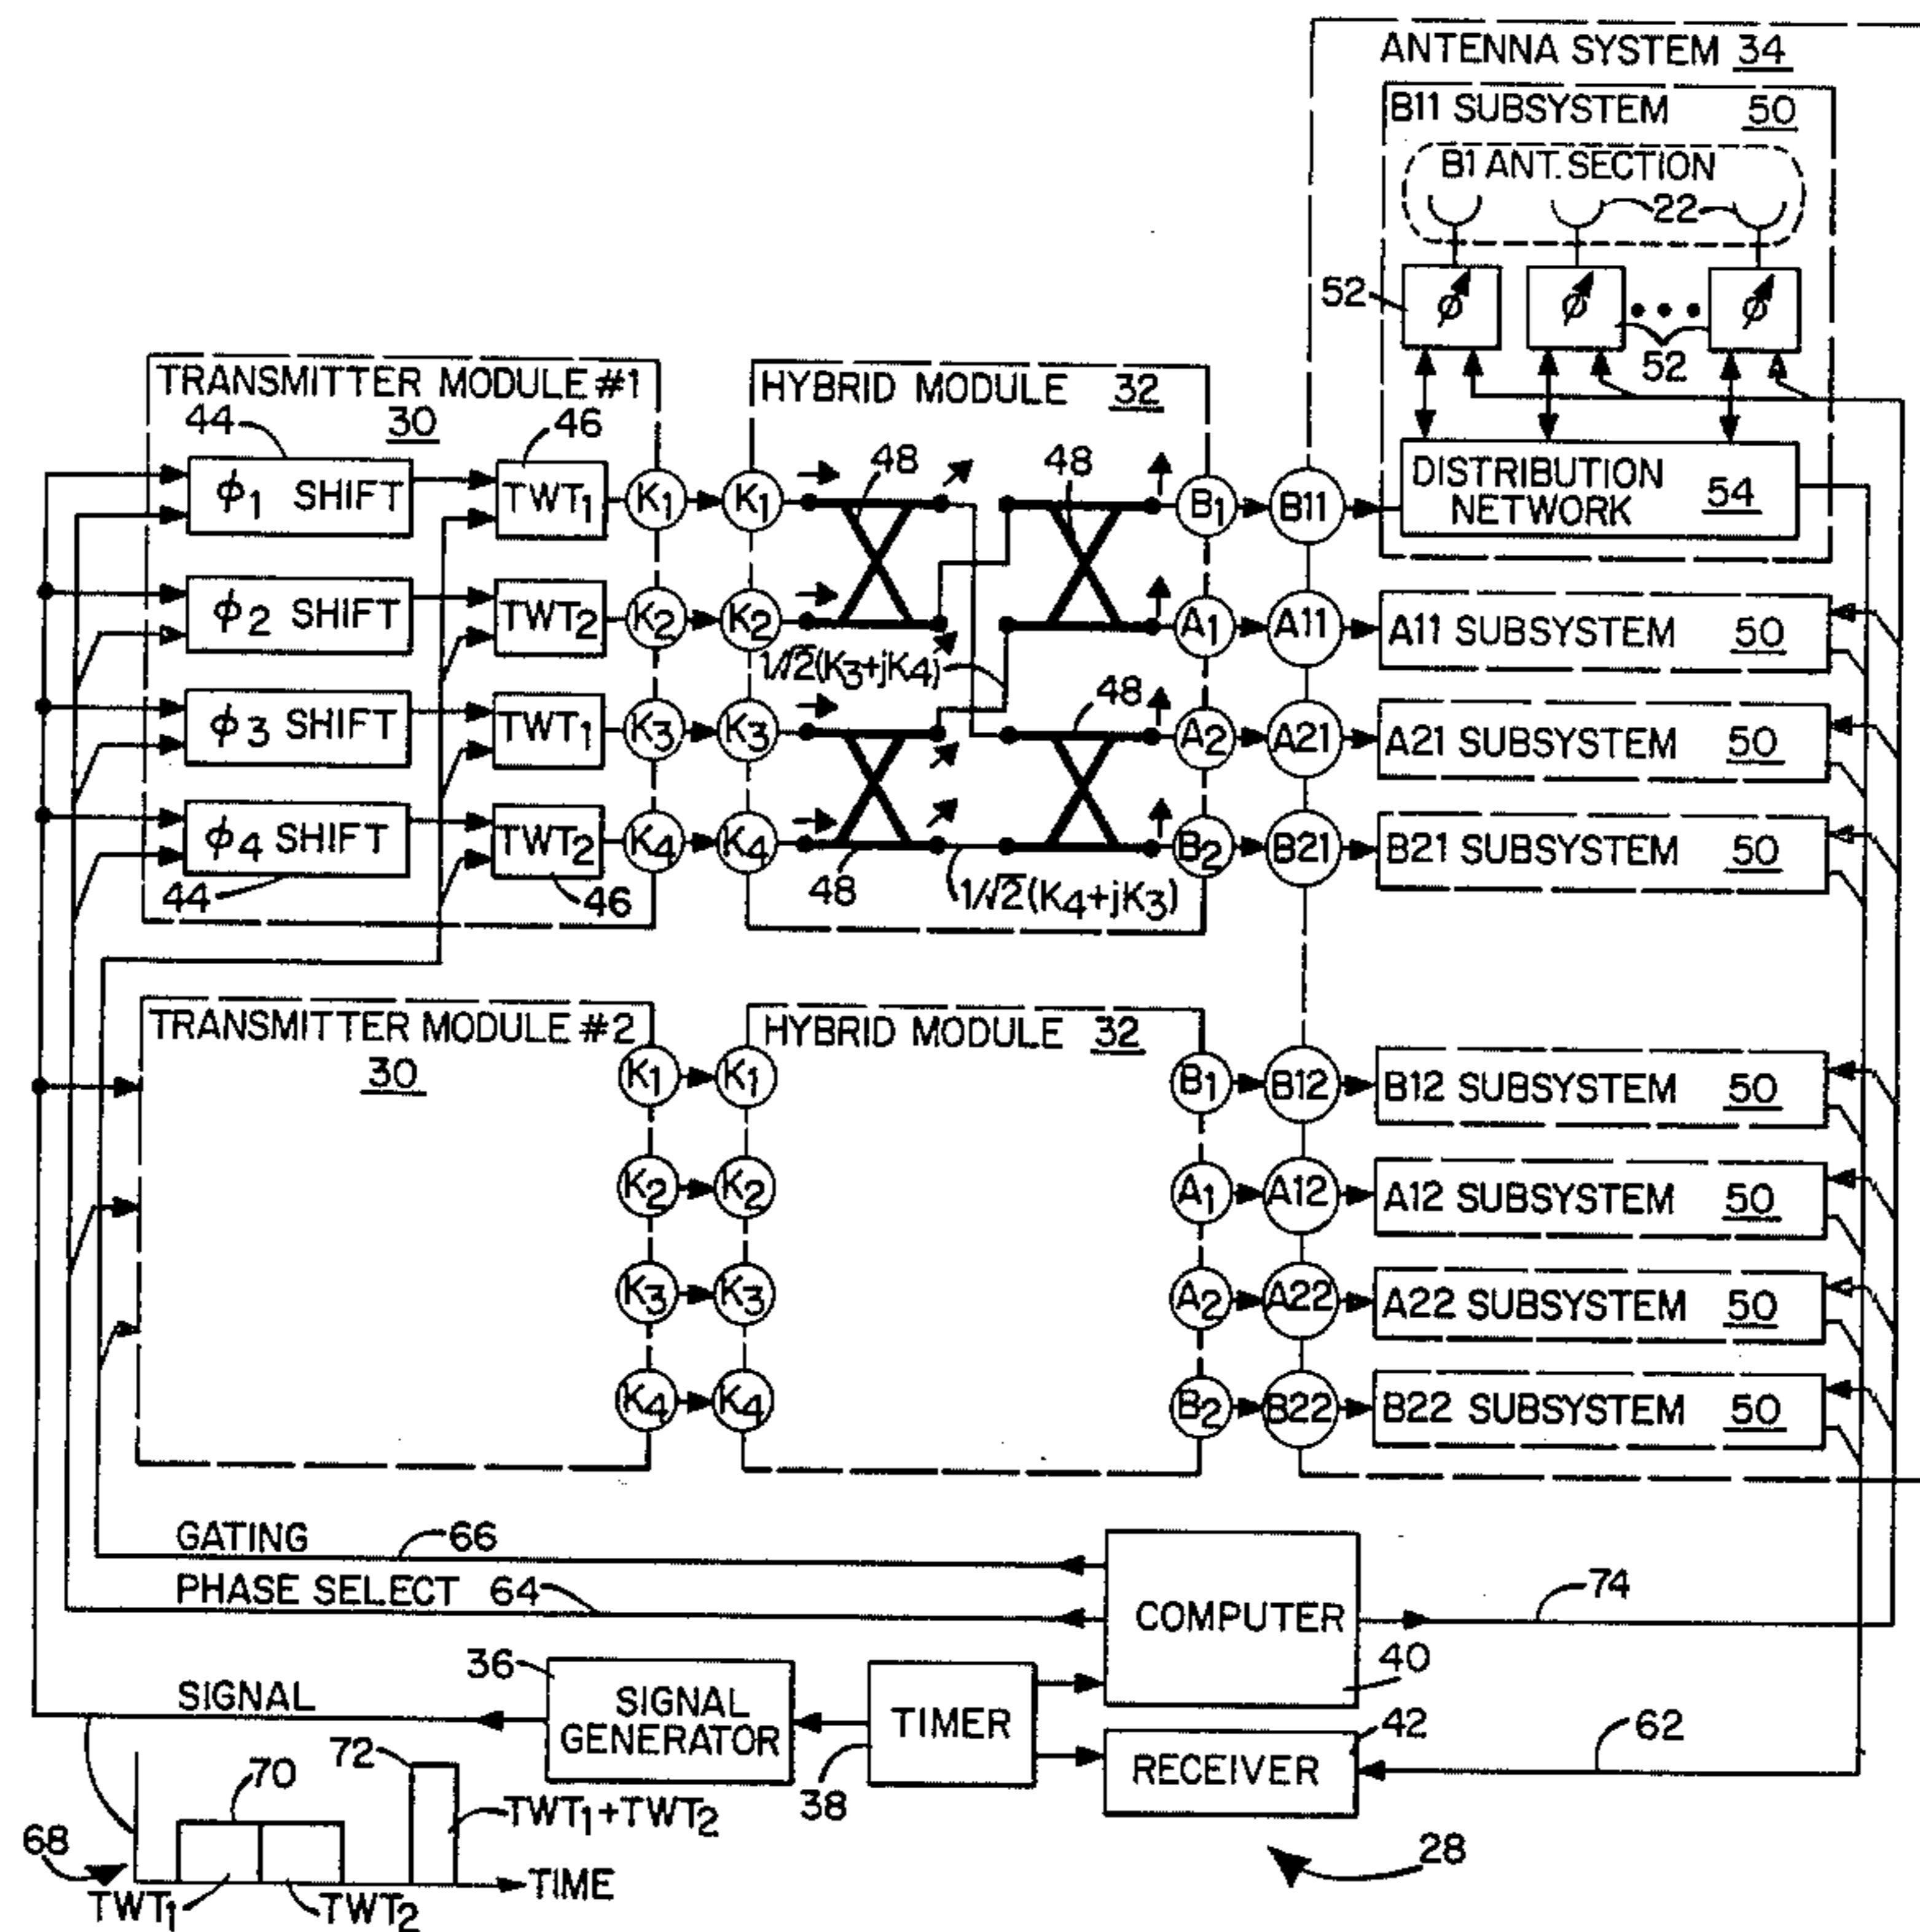 ANTENNA SYSTEM 34
B11 SUBSYSTEM 50
B1 ANT. SECTION
22
52
ϕ ϕ ϕ
52
DISTRIBUTION
NETWORK 54
TRANSMITTER MODULE #1
30
44
46
ϕ1 SHIFT
TWT1
K1
ϕ2 SHIFT
TWT2
K2
ϕ3 SHIFT
TWT1
K3
ϕ4 SHIFT
TWT2
K4
44
46
HYBRID MODULE 32
K1
K2
K3
K4
48
48
1/√2(K3+jK4)
48
48
1/√2(K4+jK3)
B1
A1
A2
B2
B11
A11
A21
B21
A11 SUBSYSTEM 50
A21 SUBSYSTEM 50
B21 SUBSYSTEM 50
TRANSMITTER MODULE #2
30
K1
K2
K3
K4
HYBRID MODULE 32
K1
K2
K3
K4
B1
A1
A2
B2
B12
A12
A22
B22
B12 SUBSYSTEM 50
A12 SUBSYSTEM 50
A22 SUBSYSTEM 50
B22 SUBSYSTEM 50
GATING 66
PHASE SELECT 64
COMPUTER
40
74
SIGNAL
36
SIGNAL
GENERATOR
TIMER
38
RECEIVER
42
62
68
70
72
TWT1+TWT2
TIME
TWT1
TWT2
28